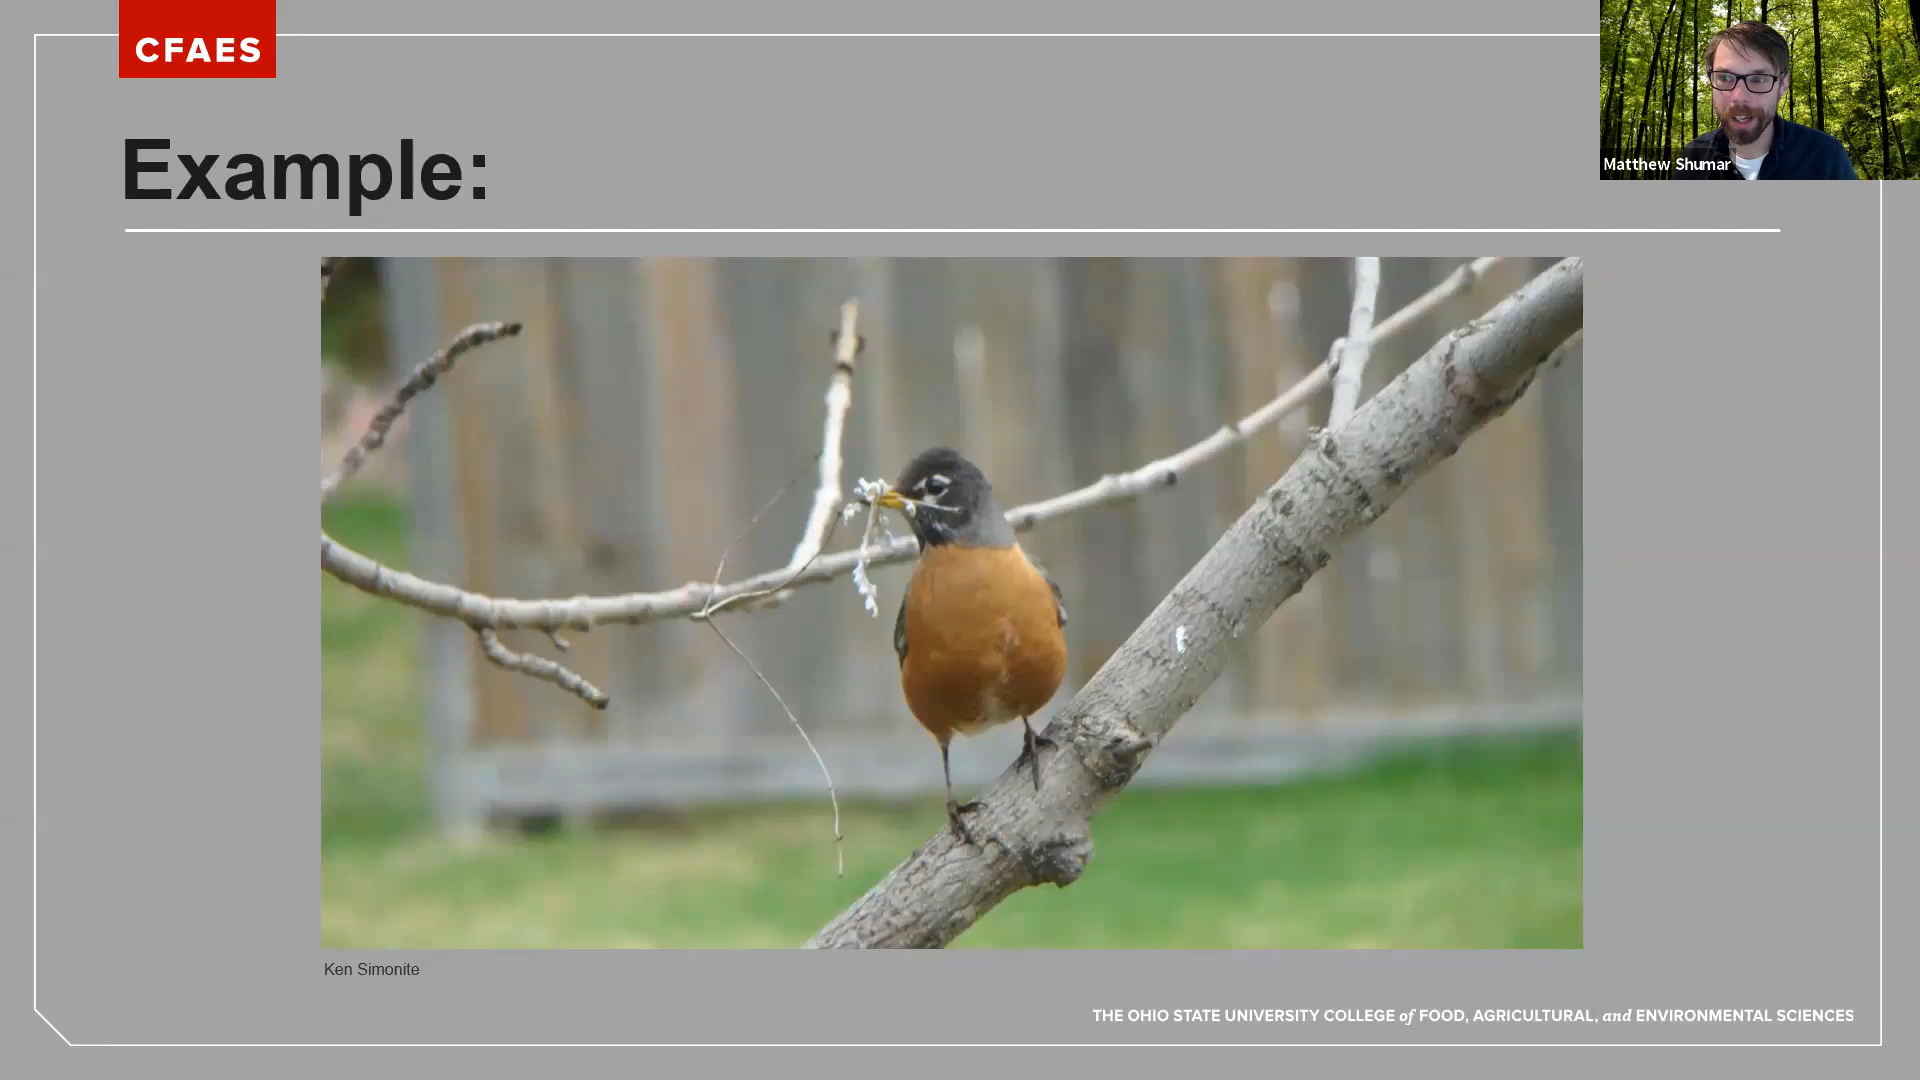 CFAES
Matthew Shumar
Example:
Ken Simonite
THE OHIO STATE UNIVERSITY COLLEGE of FOOD, AGRICULTURAL, and ENVIRONMENTAL SCIENCES